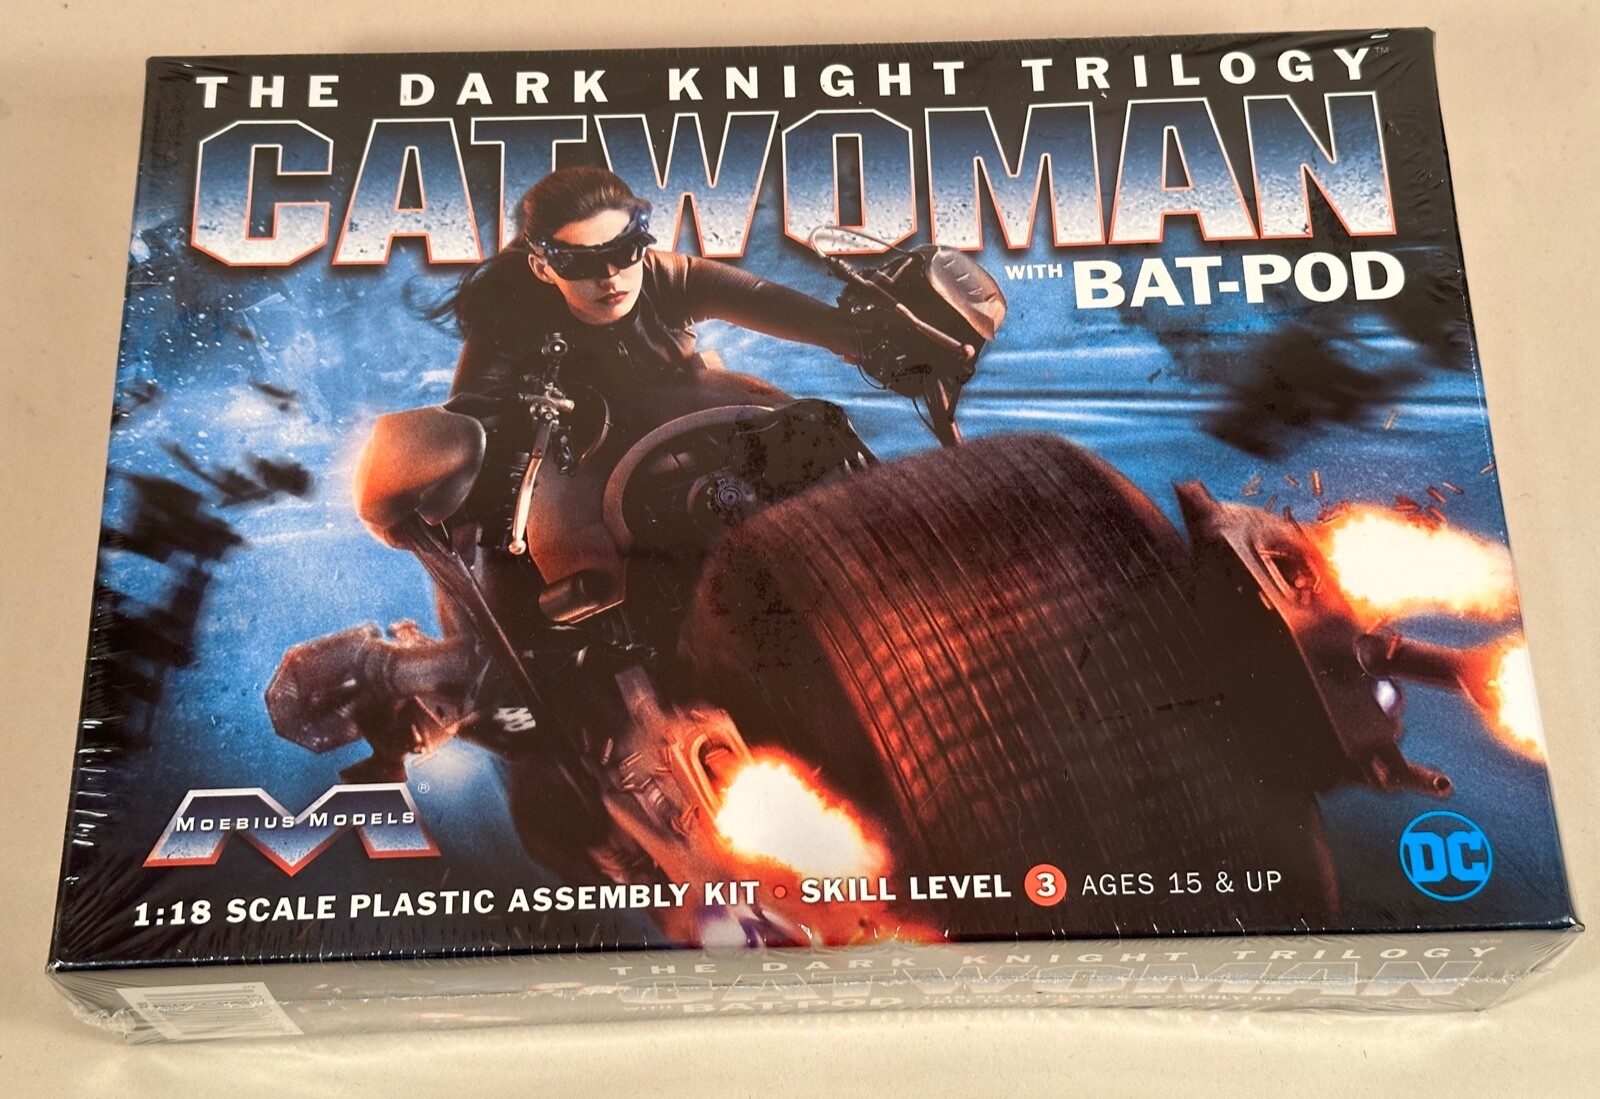 THE DARK KNIGHT TRILOGY™
CATWOMAN
WITH BAT-POD
MOEBIUS MODELS®
DC
1:18 SCALE PLASTIC ASSEMBLY KIT • SKILL LEVEL 3 AGES 15 & UP
THE DARK KNIGHT TRILOGY
CATWOMAN
WITH BAT-POD